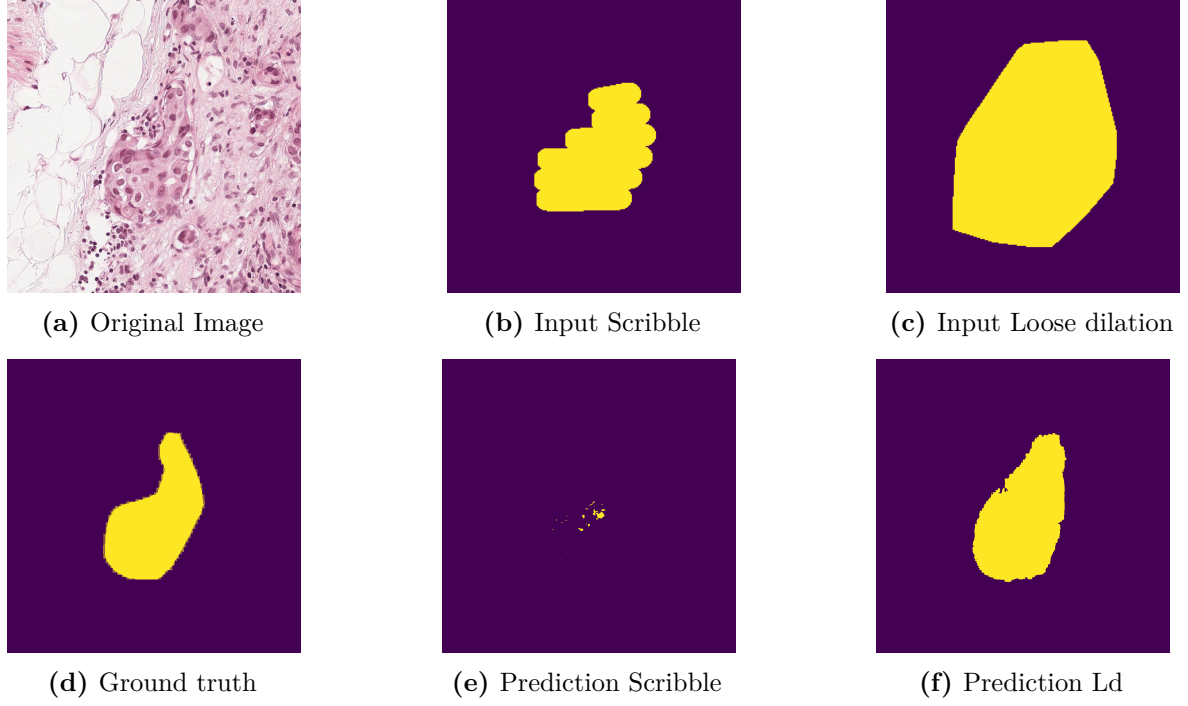 (a) Original Image
(b) Input Scribble
(c) Input Loose dilation
(d) Ground truth
(e) Prediction Scribble
(f) Prediction Ld